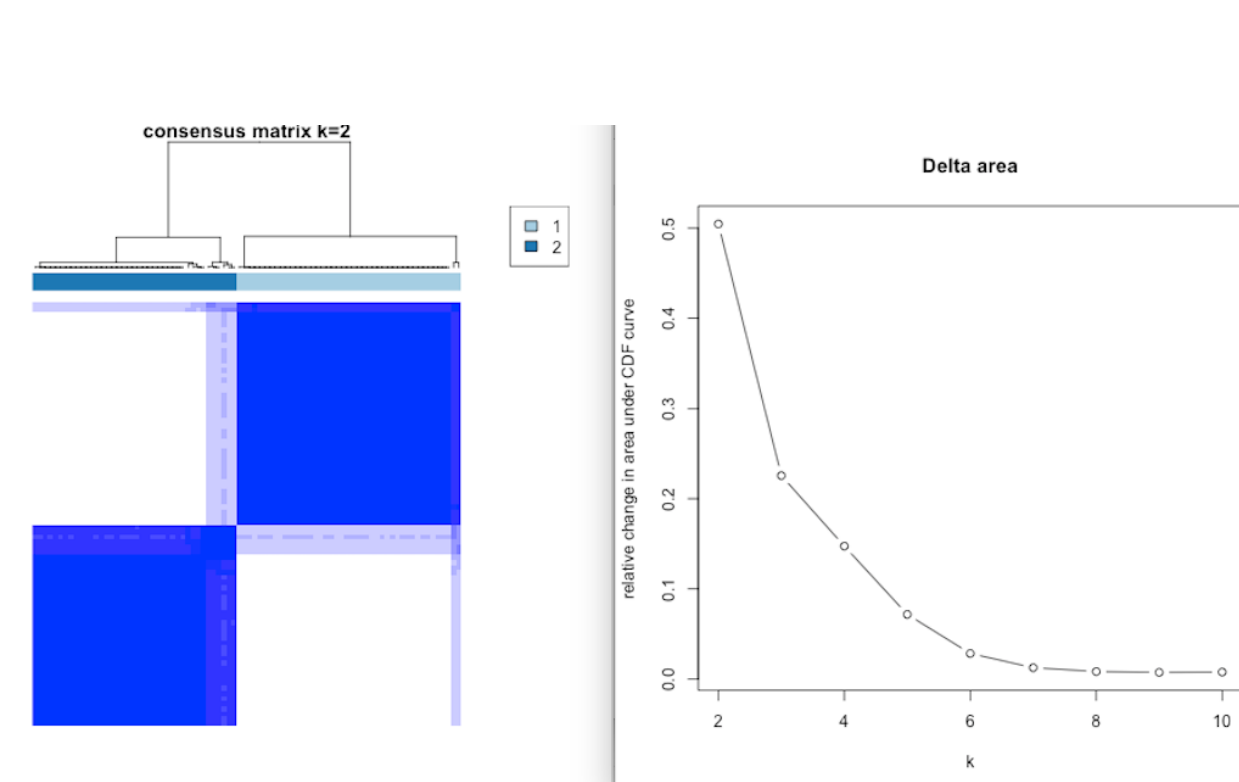 consensus matrix k=2
1
2
Delta area
relative change in area under CDF curve
0.5
0.4
0.3
0.2
0.1
0.0
2 4 6 8 10
k